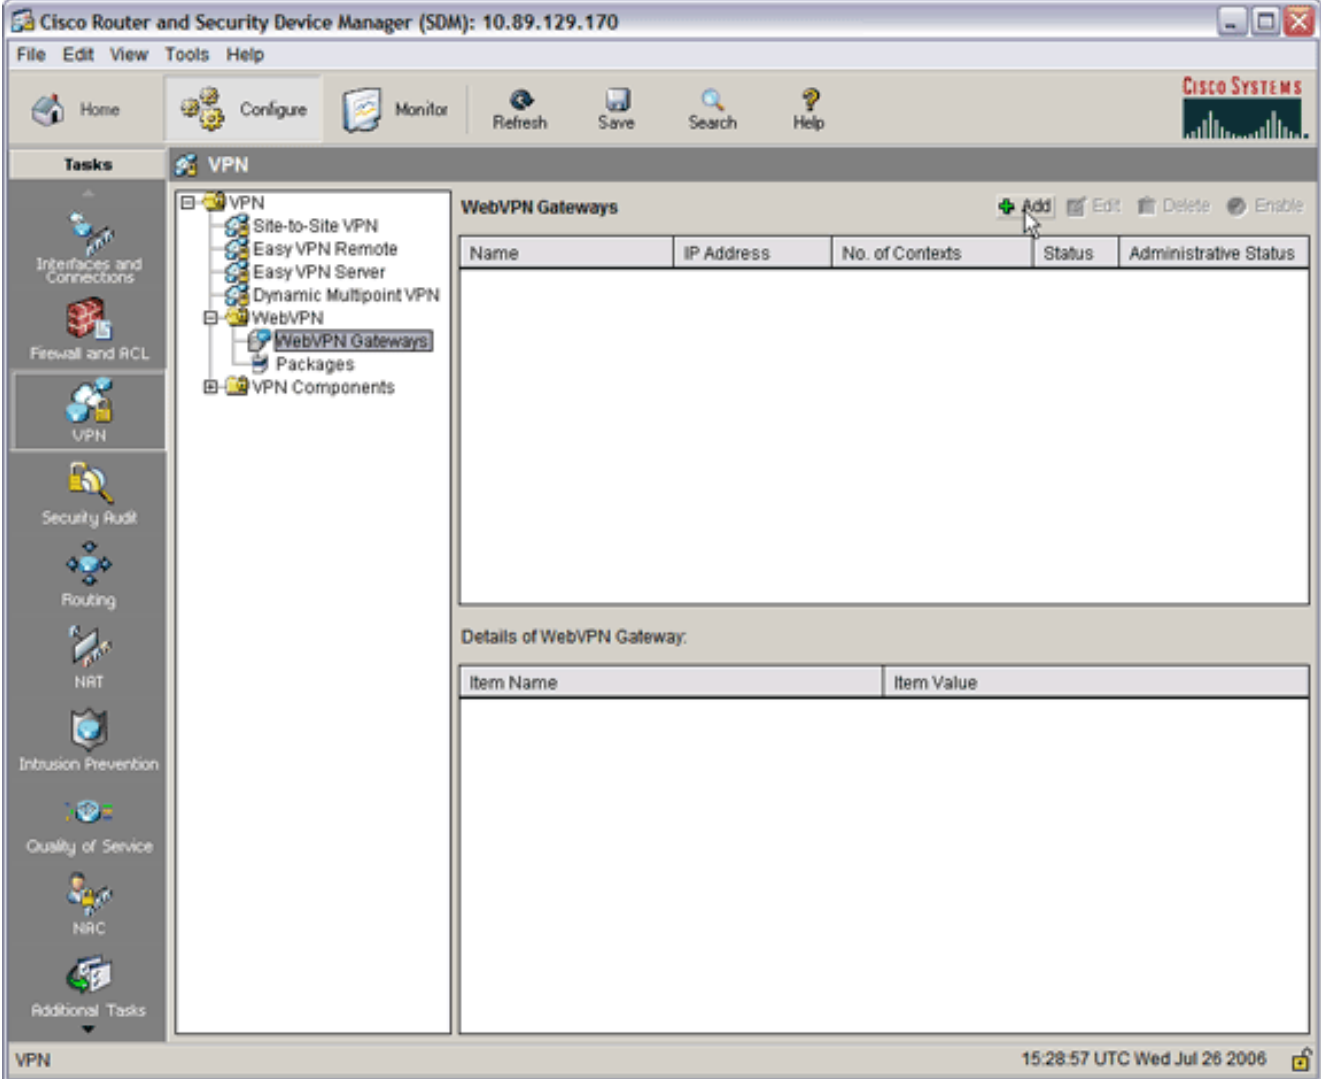 Cisco Router and Security Device Manager (SDM): 10.89.129.170
File Edit View Tools Help
Home Configure Monitor Refresh Save Search Help
CISCO SYSTEMS
Tasks
VPN
Interfaces and
Connections
Firewall and ACL
VPN
Security Audit
Routing
NAT
Intrusion Prevention
Quality of Service
NAC
Additional Tasks
VPN
Site-to-Site VPN
Easy VPN Remote
Easy VPN Server
Dynamic Multipoint VPN
WebVPN
WebVPN Gateways
Packages
VPN Components
WebVPN Gateways Add Edit Delete Enable
Name IP Address No. of Contexts Status Administrative Status
Details of WebVPN Gateway:
Item Name Item Value
VPN 15:28:57 UTC Wed Jul 26 2006